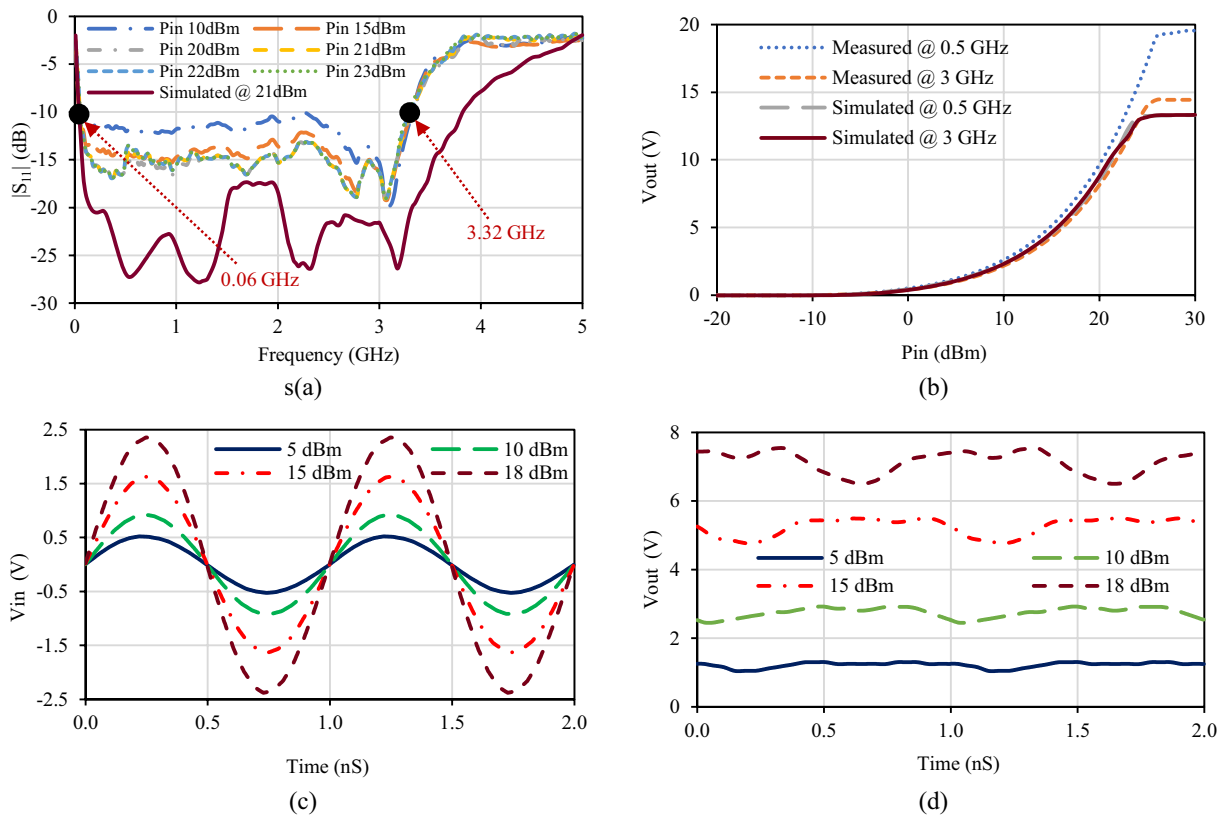 0
-5
-10
-15
-20
-25
-30
|S11| (dB)
Pin 10dBm
Pin 15dBm
Pin 20dBm
Pin 21dBm
Pin 22dBm
Pin 23dBm
Simulated @ 21dBm
3.32 GHz
0.06 GHz
0 1 2 3 4 5
Frequency (GHz)
s(a)
20
15
10
5
0
Vout (V)
Measured @ 0.5 GHz
Measured @ 3 GHz
Simulated @ 0.5 GHz
Simulated @ 3 GHz
-20 -10 0 10 20 30
Pin (dBm)
(b)
2.5
1.5
0.5
-0.5
-1.5
-2.5
Vin (V)
5 dBm
10 dBm
15 dBm
18 dBm
0.0 0.5 1.0 1.5 2.0
Time (nS)
(c)
8
6
4
2
0
Vout (V)
5 dBm
10 dBm
15 dBm
18 dBm
0.0 0.5 1.0 1.5 2.0
Time (nS)
(d)